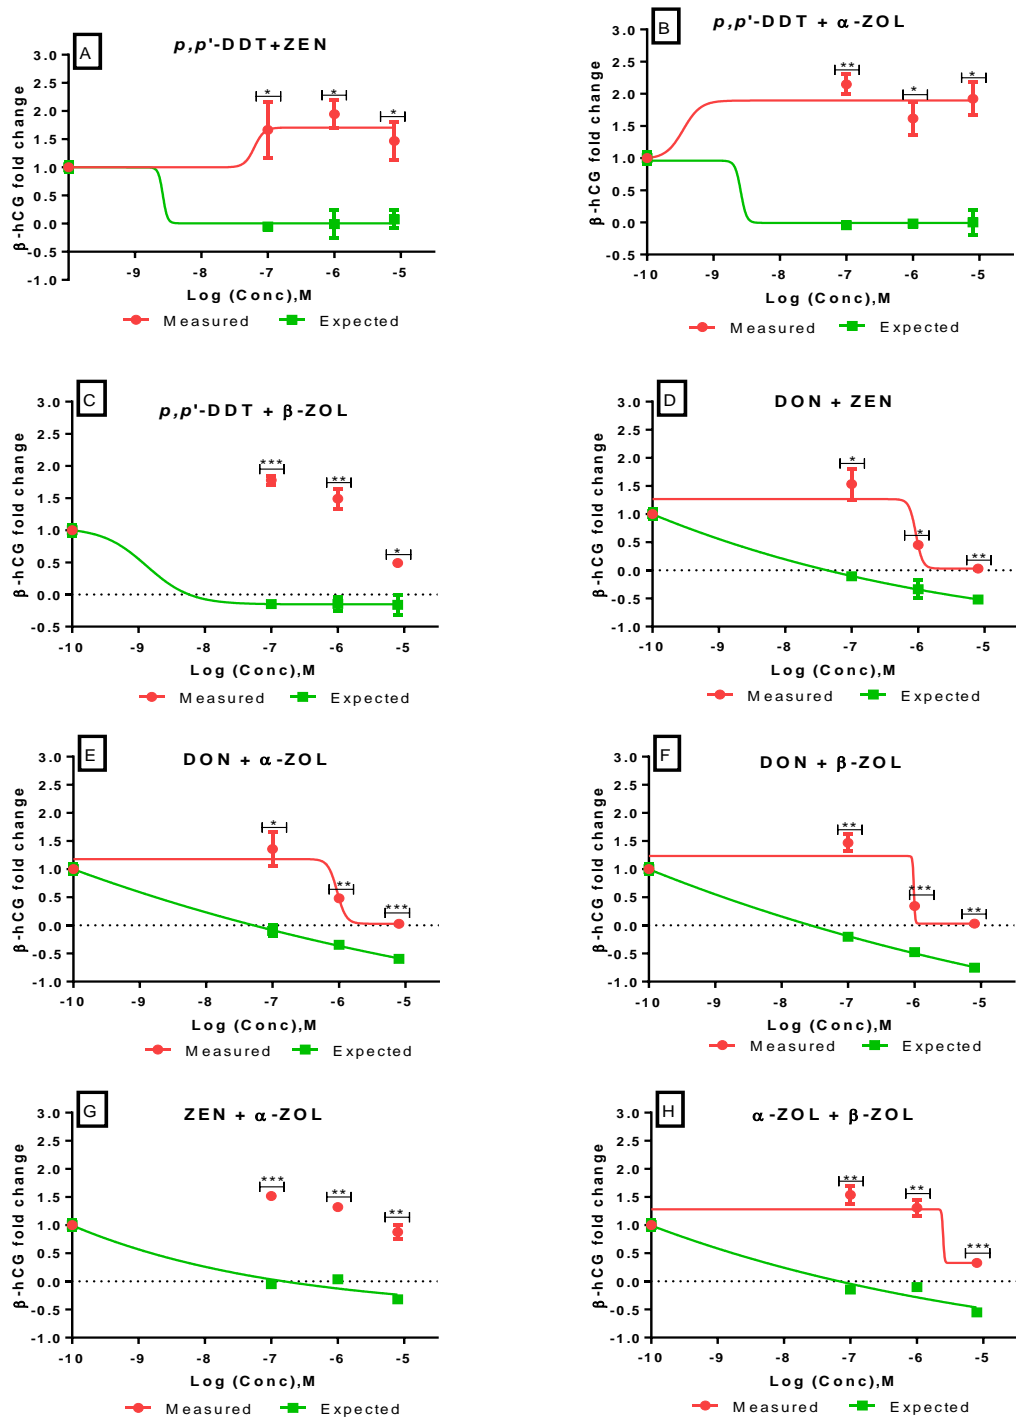 A
p,p'-DDT+ZEN
β-hCG fold change
3.0
2.5
2.0
1.5
1.0
0.5
0.0
-0.5
-1.0
* * *
-9 -8 -7 -6 -5
Log (Conc),M
Measured Expected
B
p,p'-DDT + α-ZOL
β-hCG fold change
3.0
2.5
2.0
1.5
1.0
0.5
0.0
-0.5
** * *
-10 -9 -8 -7 -6 -5
Log (Conc),M
Measured Expected
C
p,p'-DDT + β-ZOL
β-hCG fold change
3.0
2.5
2.0
1.5
1.0
0.5
0.0
-0.5
*** ** *
-10 -9 -8 -7 -6 -5
Log (Conc),M
Measured Expected
D
DON + ZEN
β-hCG fold change
3.0
2.5
2.0
1.5
1.0
0.5
0.0
-0.5
-1.0
* * **
-10 -9 -8 -7 -6 -5
Log (Conc),M
Measured Expected
E
DON + α-ZOL
β-hCG fold change
3.0
2.5
2.0
1.5
1.0
0.5
0.0
-0.5
-1.0
* ** ***
-10 -9 -8 -7 -6 -5
Log (Conc),M
Measured Expected
F
DON + β-ZOL
β-hCG fold change
3.0
2.5
2.0
1.5
1.0
0.5
0.0
-0.5
-1.0
** *** **
-10 -9 -8 -7 -6 -5
Log (Conc),M
Measured Expected
G
ZEN + α-ZOL
β-hCG fold change
3.0
2.5
2.0
1.5
1.0
0.5
0.0
-0.5
-1.0
*** ** **
-10 -9 -8 -7 -6 -5
Log (Conc),M
Measured Expected
H
α-ZOL + β-ZOL
β-hCG fold change
3.0
2.5
2.0
1.5
1.0
0.5
0.0
-0.5
-1.0
** ** ***
-10 -9 -8 -7 -6 -5
Log (Conc),M
Measured Expected